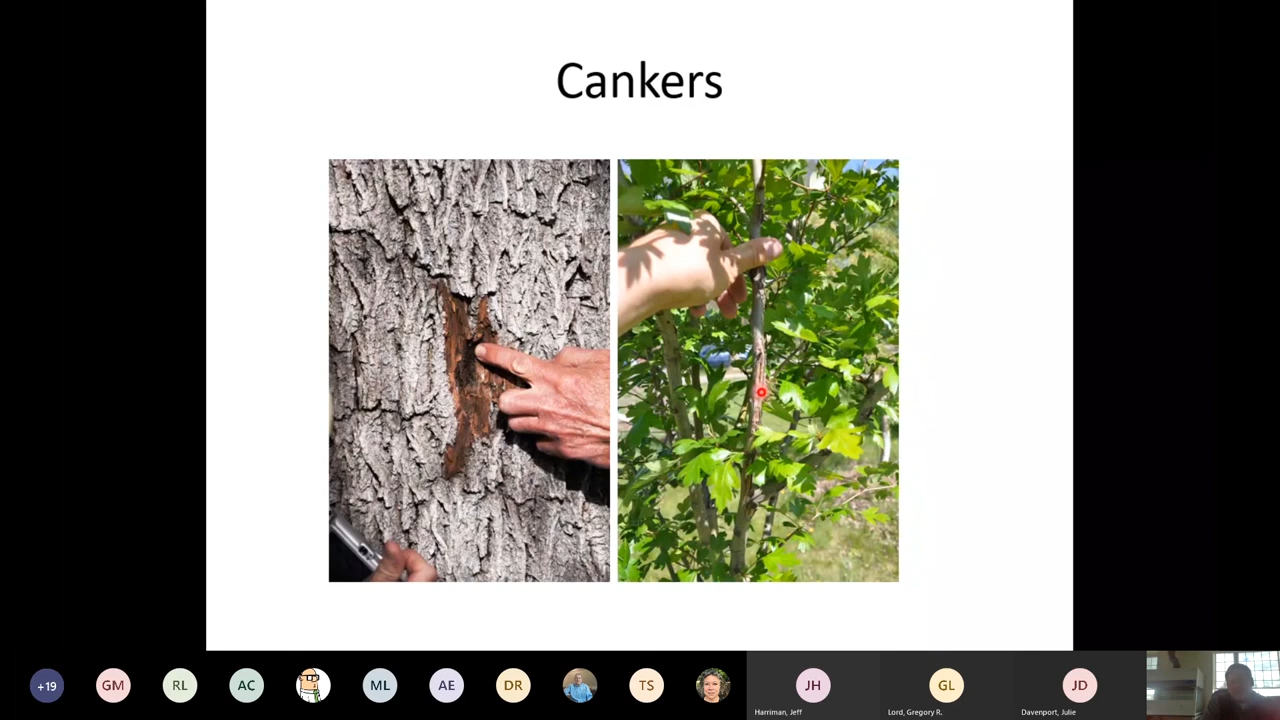 Cankers
+19
GM
RL
AC
ML
AE
DR
TS
JH
GL
JD
Harriman, Jeff
Lord, Gregory R.
Davenport, Julie